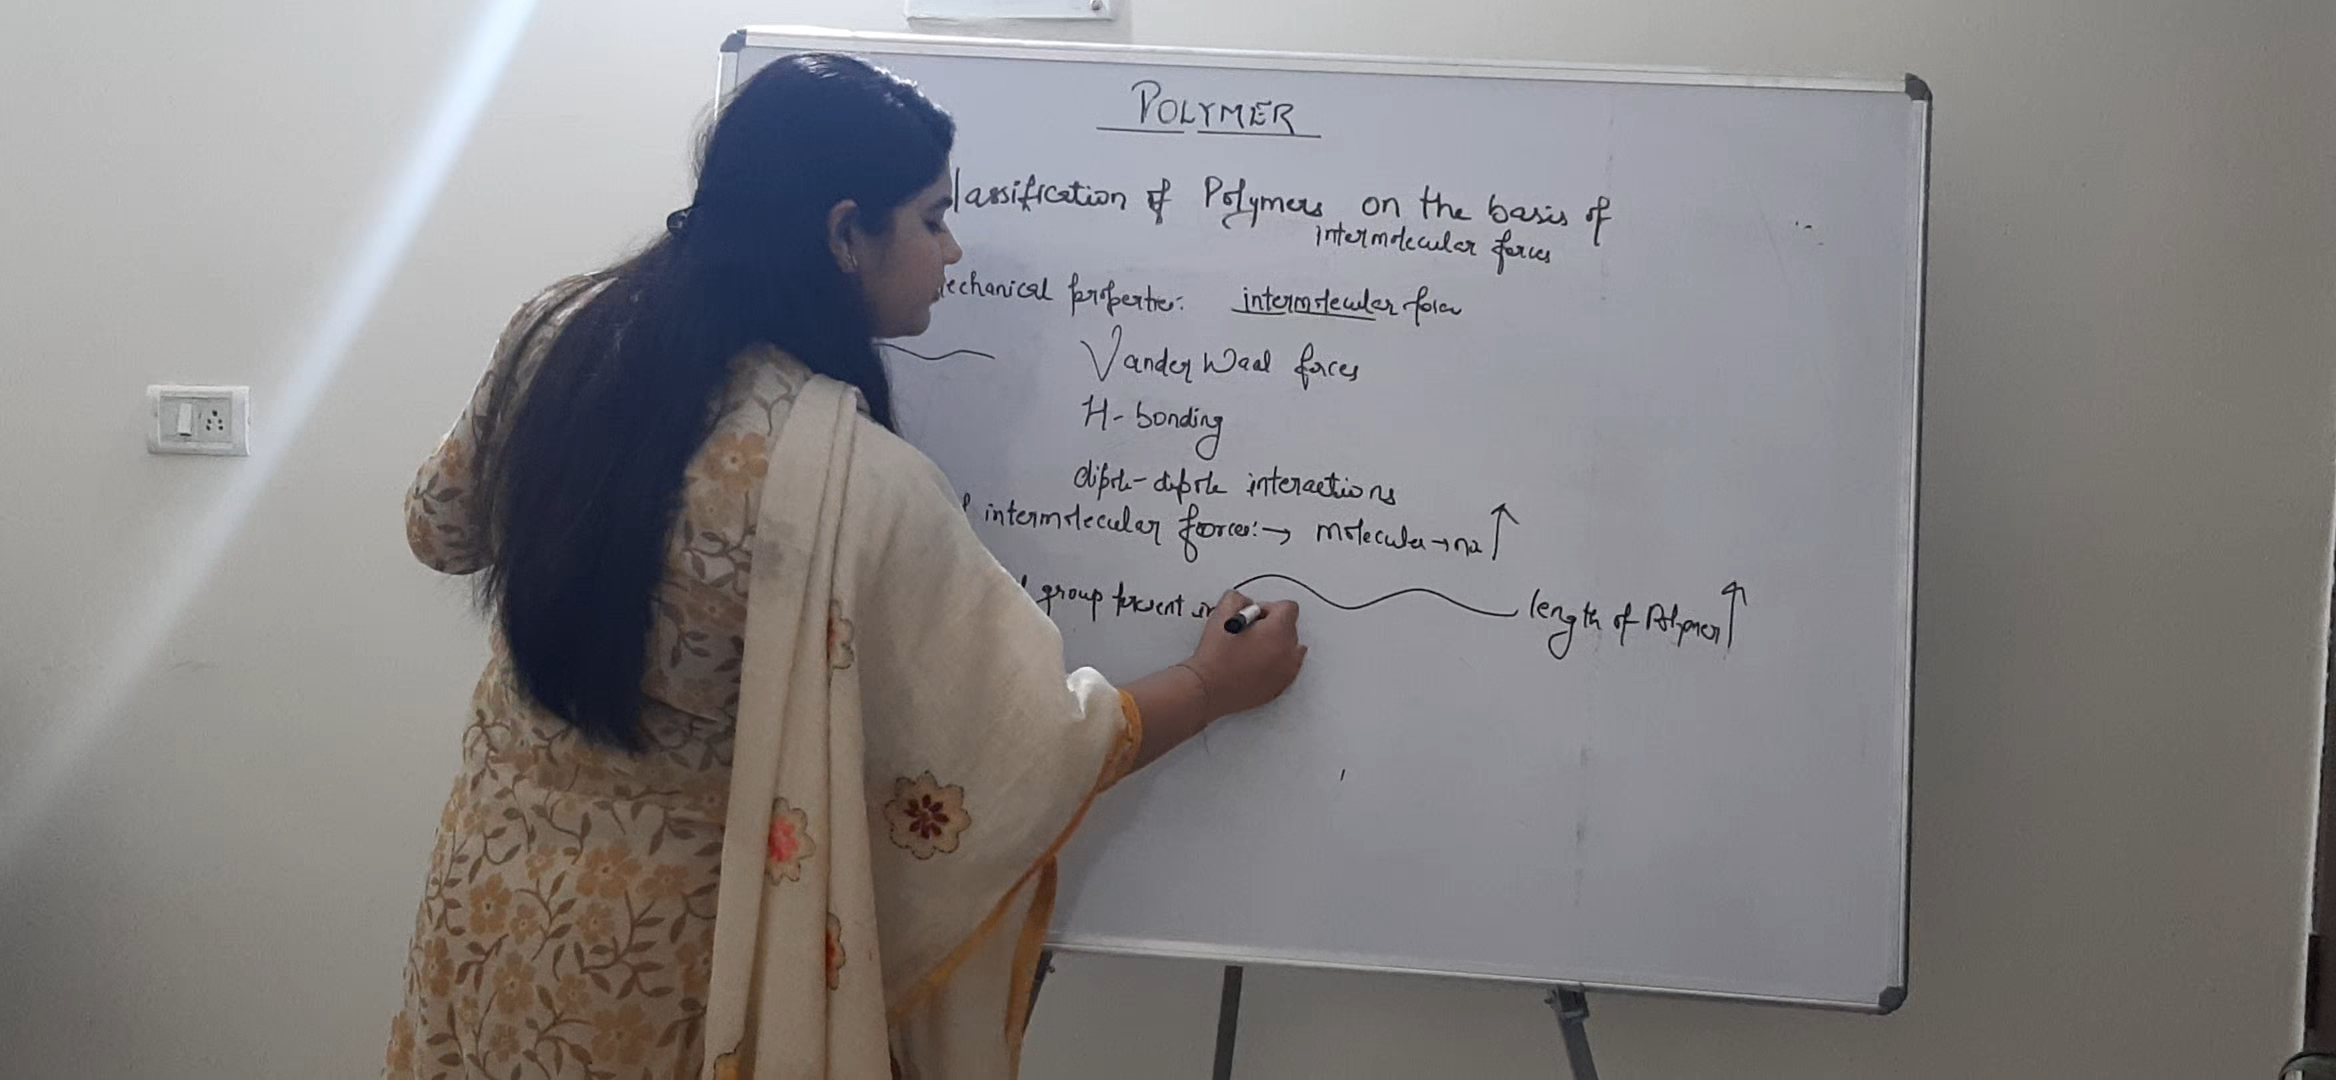 POLYMER
lassification of Polymers on the basis of
intermolecular forces
echanical properties: intermolecular force
Vander Waal forces
H-bonding
dipole-dipole interactions
intermolecular forces:→ molecular → ↑
group present in length of Polymer ↑